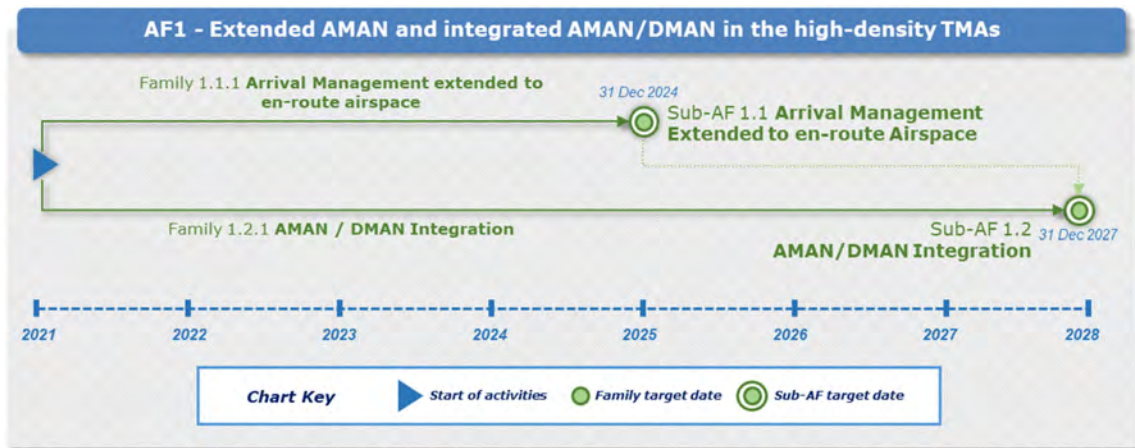 AF1 - Extended AMAN and integrated AMAN/DMAN in the high-density TMAs
Family 1.1.1 Arrival Management extended to
en-route airspace
31 Dec 2024
Sub-AF 1.1 Arrival Management
Extended to en-route Airspace
Family 1.2.1 AMAN / DMAN Integration
Sub-AF 1.2
AMAN/DMAN Integration
31 Dec 2027
2021 2022 2023 2024 2025 2026 2027 2028
Chart Key Start of activities Family target date Sub-AF target date